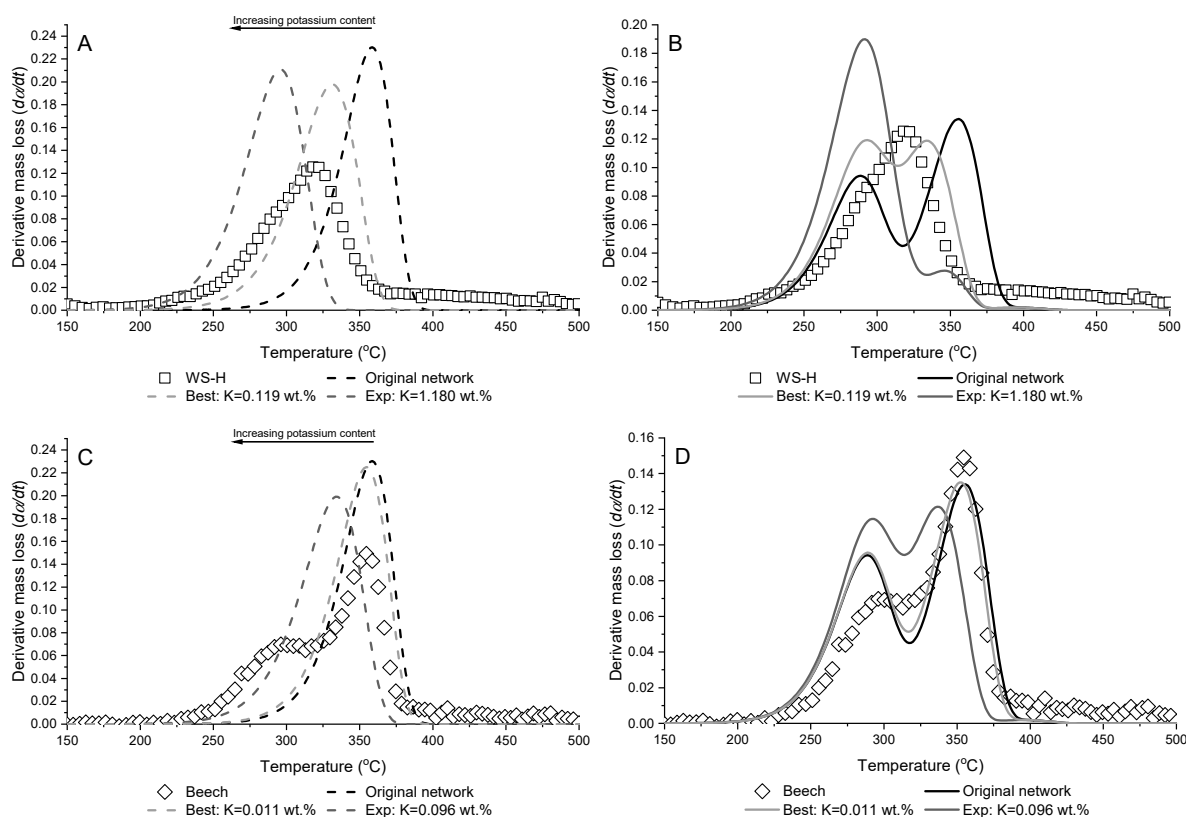 Increasing potassium content
A
0.24
0.22
0.20
0.18
0.16
0.14
0.12
0.10
0.08
0.06
0.04
0.02
0.00
Derivative mass loss (dα/dt)
150 200 250 300 350 400 450 500
Temperature (°C)
WS-H Original network
Best: K=0.119 wt.% Exp: K=1.180 wt.%
B
0.20
0.18
0.16
0.14
0.12
0.10
0.08
0.06
0.04
0.02
0.00
Derivative mass loss (dα/dt)
150 200 250 300 350 400 450 500
Temperature (°C)
WS-H Original network
Best: K=0.119 wt.% Exp: K=1.180 wt.%
Increasing potassium content
C
0.24
0.22
0.20
0.18
0.16
0.14
0.12
0.10
0.08
0.06
0.04
0.02
0.00
Derivative mass loss (dα/dt)
150 200 250 300 350 400 450 500
Temperature (°C)
Beech Original network
Best: K=0.011 wt.% Exp: K=0.096 wt.%
D
0.16
0.14
0.12
0.10
0.08
0.06
0.04
0.02
0.00
Derivative mass loss (dα/dt)
150 200 250 300 350 400 450 500
Temperature (°C)
Beech Original network
Best: K=0.011 wt.% Exp: K=0.096 wt.%